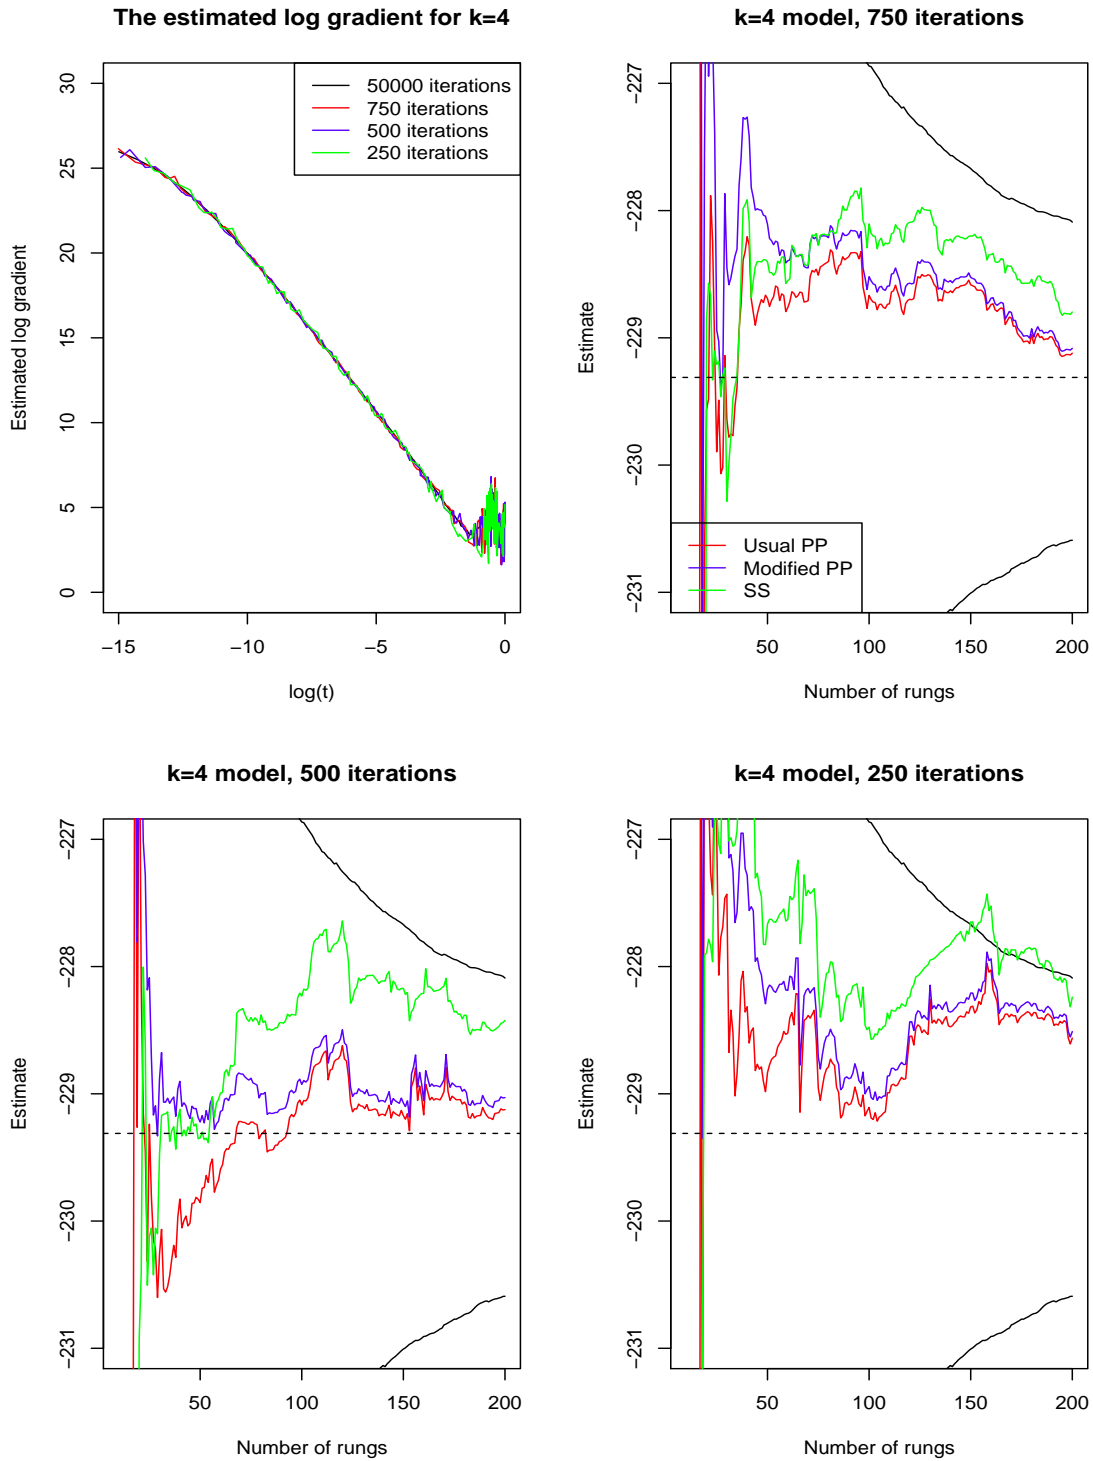 The estimated log gradient for k=4
30
25
20
15
10
5
0
Estimated log gradient
50000 iterations
750 iterations
500 iterations
250 iterations
−15
−10
−5
0
log(t)
k=4 model, 750 iterations
−227
−228
−229
−230
−231
Estimate
Usual PP
Modified PP
SS
50
100
150
200
Number of rungs
k=4 model, 500 iterations
−227
−228
−229
−230
−231
Estimate
50
100
150
200
Number of rungs
k=4 model, 250 iterations
−227
−228
−229
−230
−231
Estimate
50
100
150
200
Number of rungs